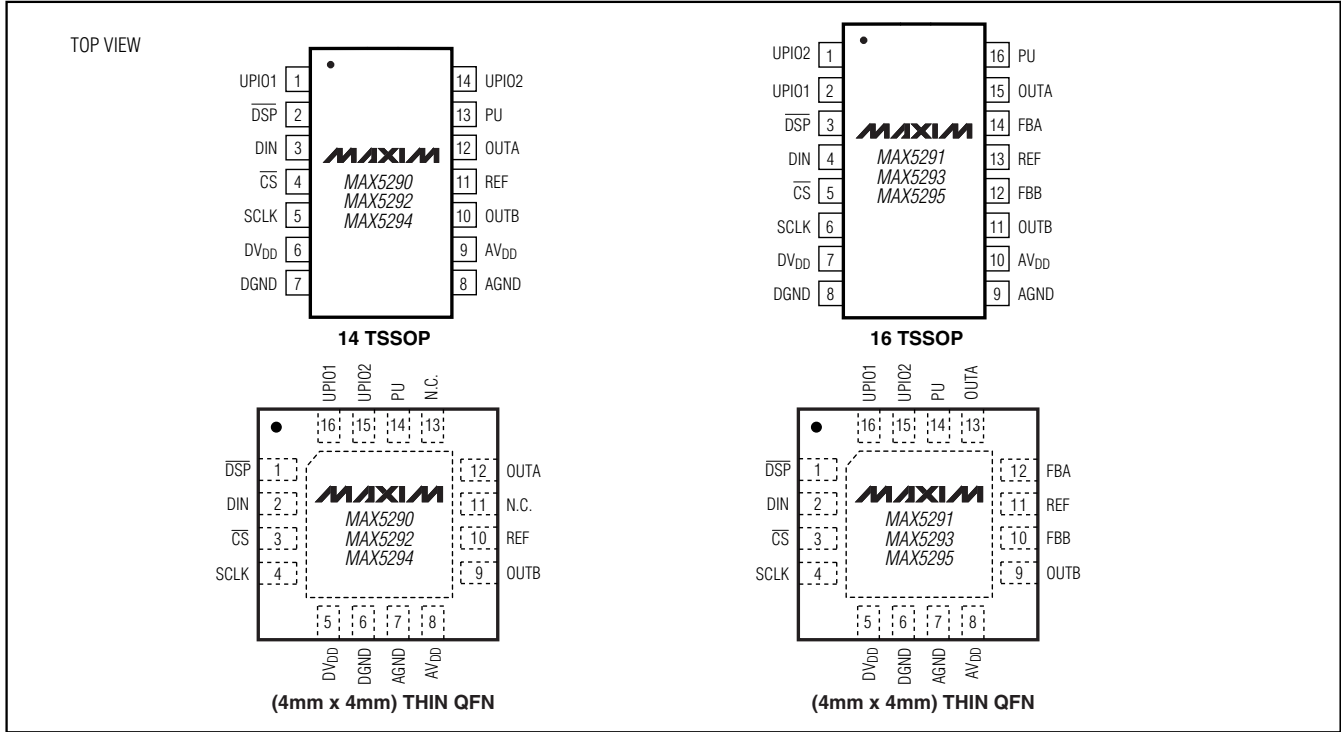 TOP VIEW
UPIO1 1
DSP 2
DIN 3
CS 4
SCLK 5
DVDD 6
DGND 7
14 UPIO2
13 PU
12 OUTA
11 REF
10 OUTB
9 AVDD
8 AGND
MAXIM
MAX5290
MAX5292
MAX5294
14 TSSOP
UPIO2 1
UPIO1 2
DSP 3
DIN 4
CS 5
SCLK 6
DVDD 7
DGND 8
16 PU
15 OUTA
14 FBA
13 REF
12 FBB
11 OUTB
10 AVDD
9 AGND
MAXIM
MAX5291
MAX5293
MAX5295
16 TSSOP
UPIO1 UPIO2 PU N.C.
16 15 14 13
DSP 1
DIN 2
CS 3
SCLK 4
12 OUTA
11 N.C.
10 REF
9 OUTB
MAXIM
MAX5290
MAX5292
MAX5294
5 6 7 8
DVDD DGND AGND AVDD
(4mm x 4mm) THIN QFN
UPIO1 UPIO2 PU OUTA
16 15 14 13
DSP 1
DIN 2
CS 3
SCLK 4
12 FBA
11 REF
10 FBB
9 OUTB
MAXIM
MAX5291
MAX5293
MAX5295
5 6 7 8
DVDD DGND AGND AVDD
(4mm x 4mm) THIN QFN